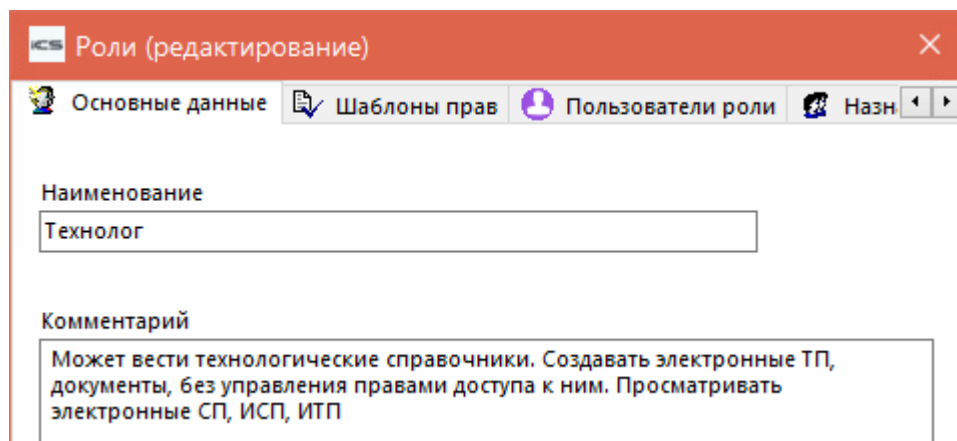 iCS Роли (редактирование)
Основные данные Шаблоны прав Пользователи роли Назн
Наименование
Технолог
Комментарий
Может вести технологические справочники. Создавать электронные ТП,
документы, без управления правами доступа к ним. Просматривать
электронные СП, ИСП, ИТП